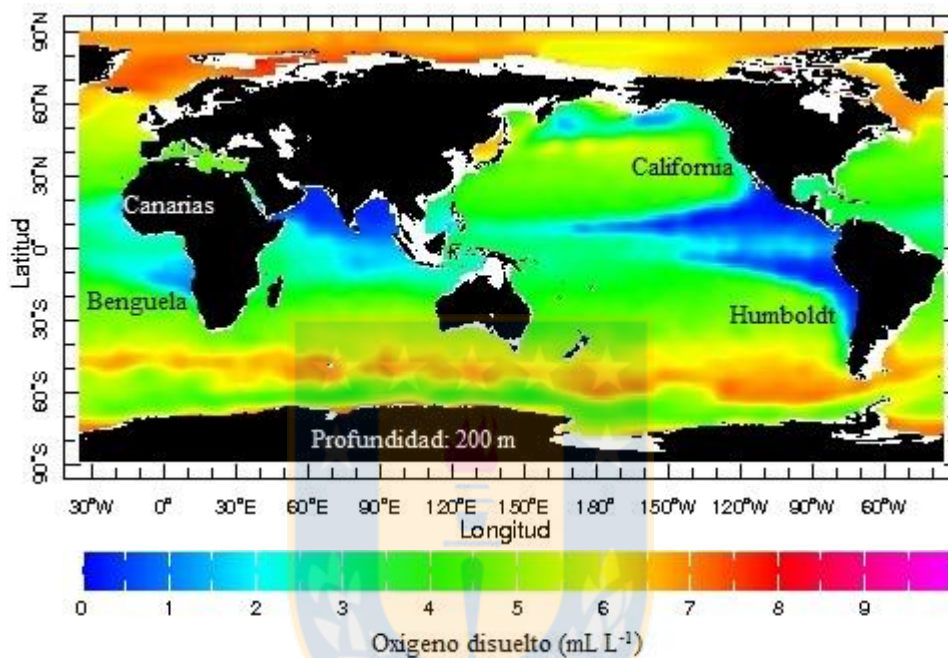 90°N
60°N
30°N
0°
30°S
60°S
90°S
Latitud
California
Canarias
Benguela
Humboldt
Profundidad: 200 m
30°W 0° 30°E 60°E 90°E 120°E 150°E 180° 150°W 120°W 90°W 60°W
Longitud
0 1 2 3 4 5 6 7 8 9
Oxigeno disuelto (mL L⁻¹)